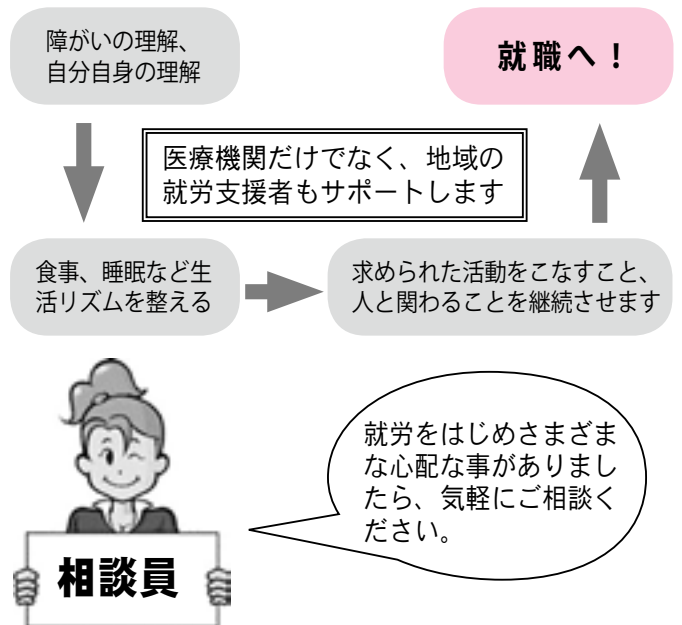 障がいの理解、
自分自身の理解
就職へ！
医療機関だけでなく、地域の
就労支援者もサポートします
食事、睡眠など生
活リズムを整える
求められた活動をこなすこと、
人と関わることを継続させます
就労をはじめさまざま
な心配な事がありまし
たら、気軽にご相談く
ださい。
相談員